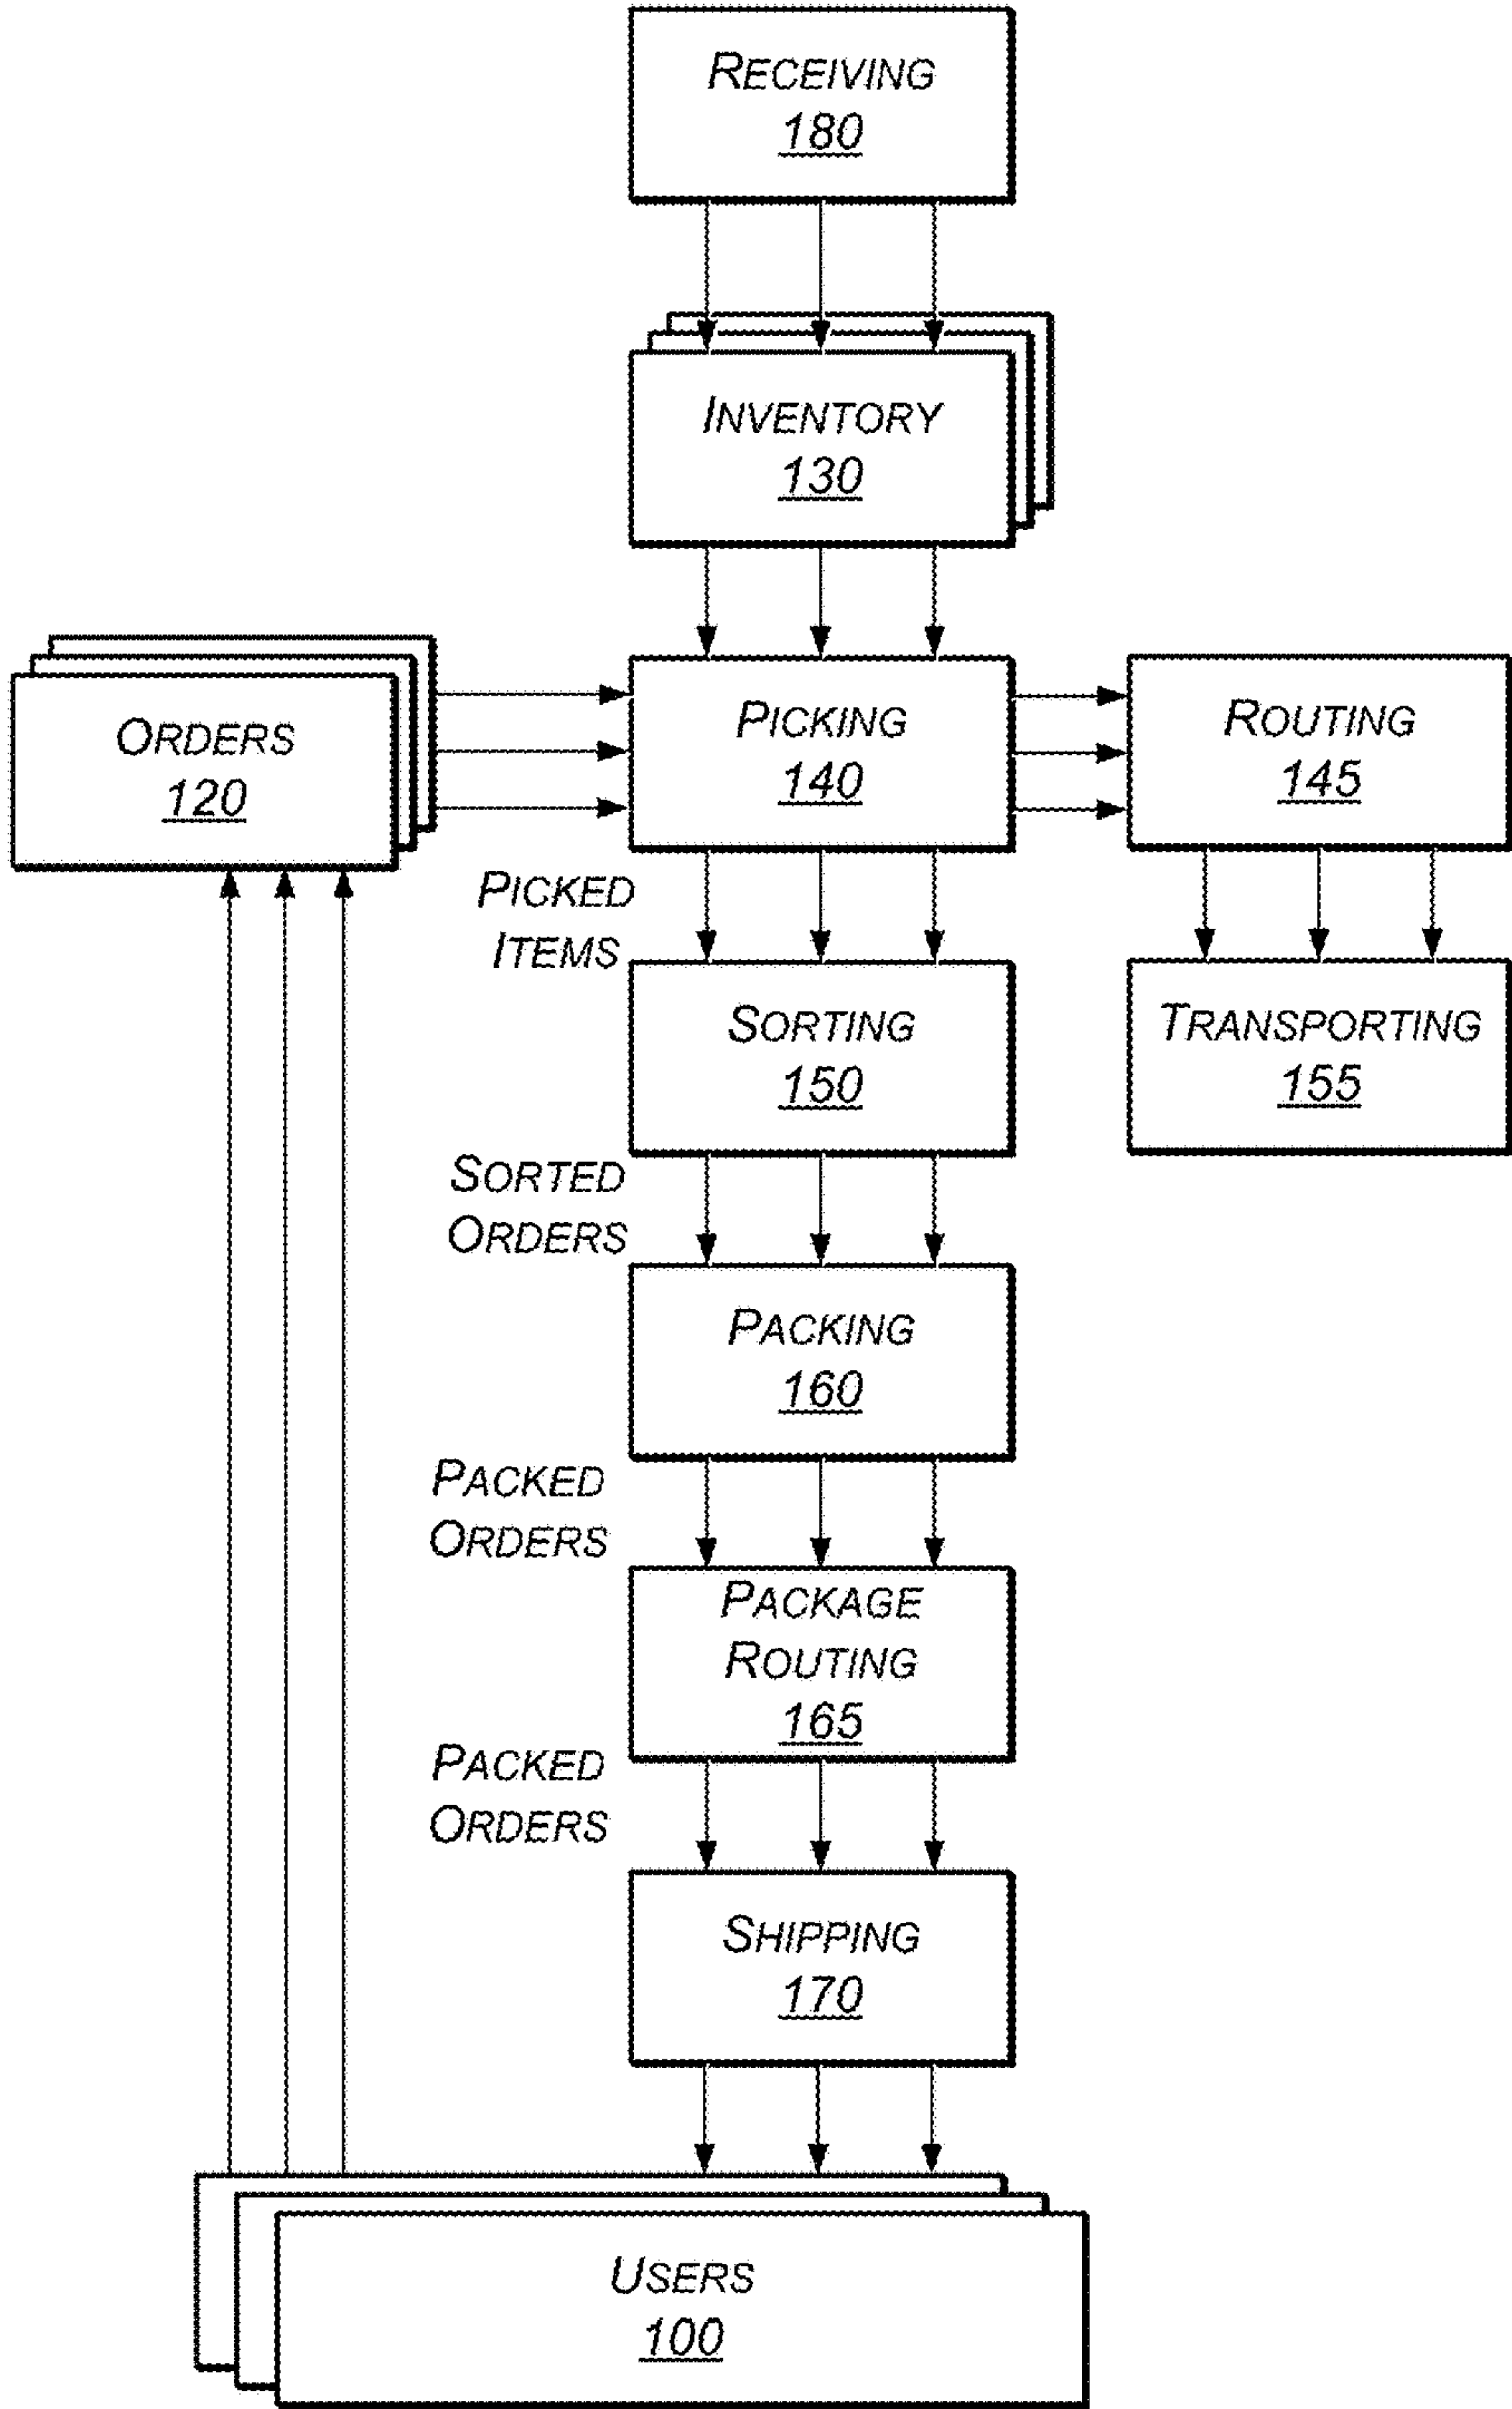 RECEIVING
180
INVENTORY
130
ORDERS
120
PICKING
140
ROUTING
145
PICKED
ITEMS
SORTING
150
TRANSPORTING
155
SORTED
ORDERS
PACKING
160
PACKED
ORDERS
PACKAGE
ROUTING
165
PACKED
ORDERS
SHIPPING
170
USERS
100